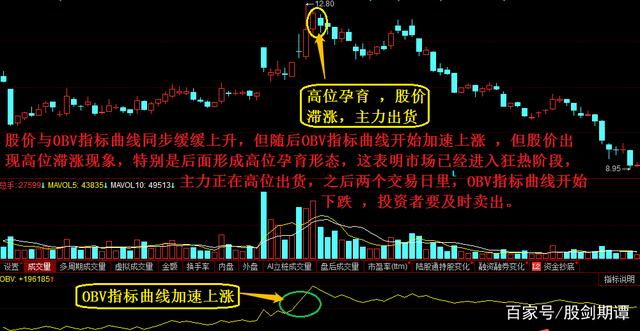 12.80
高位孕育 ，股价
滞涨，主力出货
股价与OBV指标曲线同步缓缓上升，但随后OBV指标曲线开始加速上涨 ，但股价出
现高位滞涨现象，特别是后面形成高位孕育形态，这表明市场已经进入狂热阶段，
8.95
总手: 27599↓ MAVOL5: 43835↓ MAVOL10: 49513↓
主力正在高位出货，之后两个交易日里，OBV指标曲线开始
下跌 ，投资者要及时卖出。
设置 成交量 多周期成交量 虚拟成交量 金额 换手率 内盘 外盘 AI立桩成交量 盘后成交量 市盈率(ttm) 陆股通持股变化 融资融券变化 L2 资金抄底
OBV: +196185↑
指标说明
OBV指标曲线加速上涨
百家号/股剑期谭